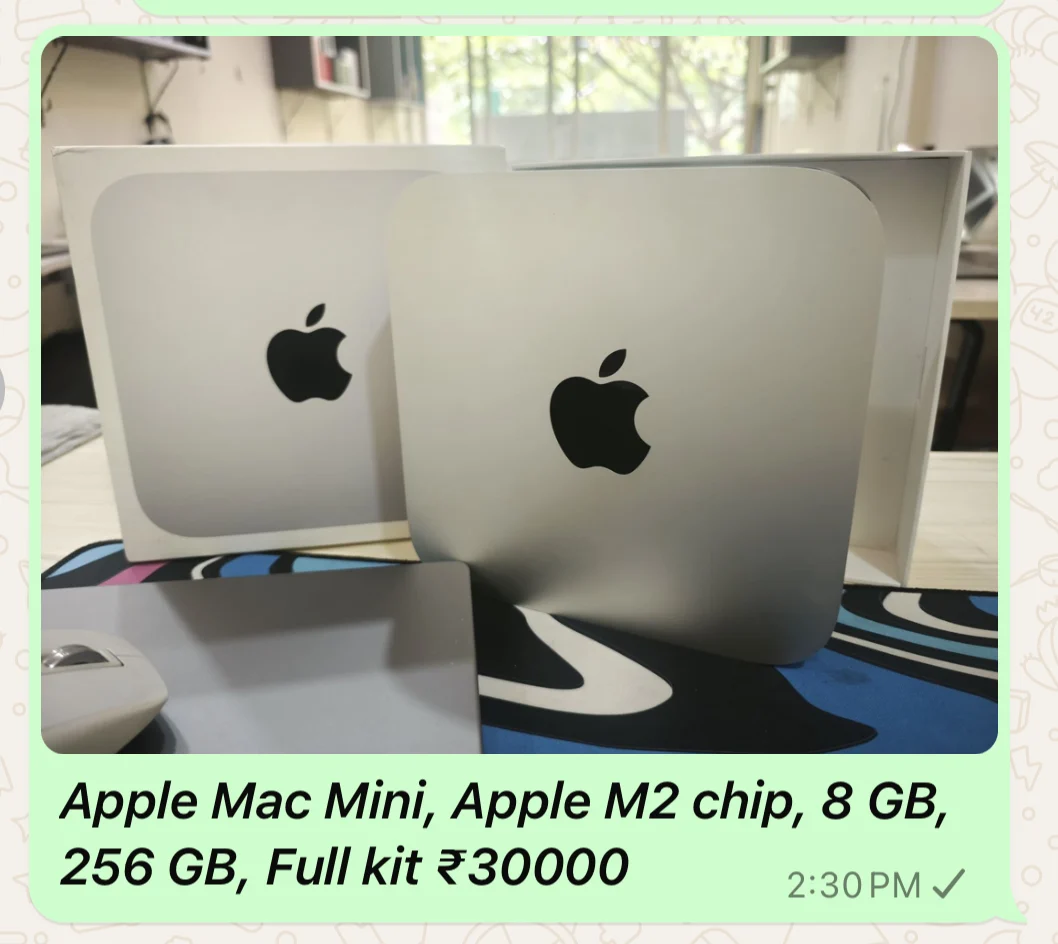 Apple Mac Mini, Apple M2 chip, 8 GB,
256 GB, Full kit ₹30000
2:30 PM